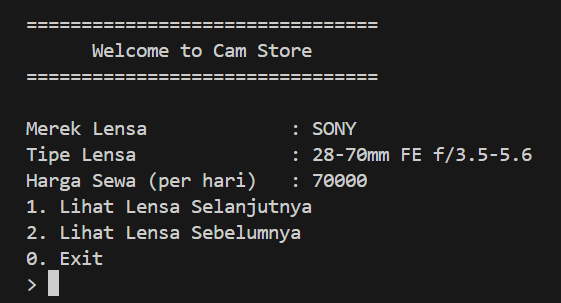 ================================
Welcome to Cam Store
================================
Merek Lensa : SONY
Tipe Lensa : 28-70mm FE f/3.5-5.6
Harga Sewa (per hari) : 70000
1. Lihat Lensa Selanjutnya
2. Lihat Lensa Sebelumnya
0. Exit
>